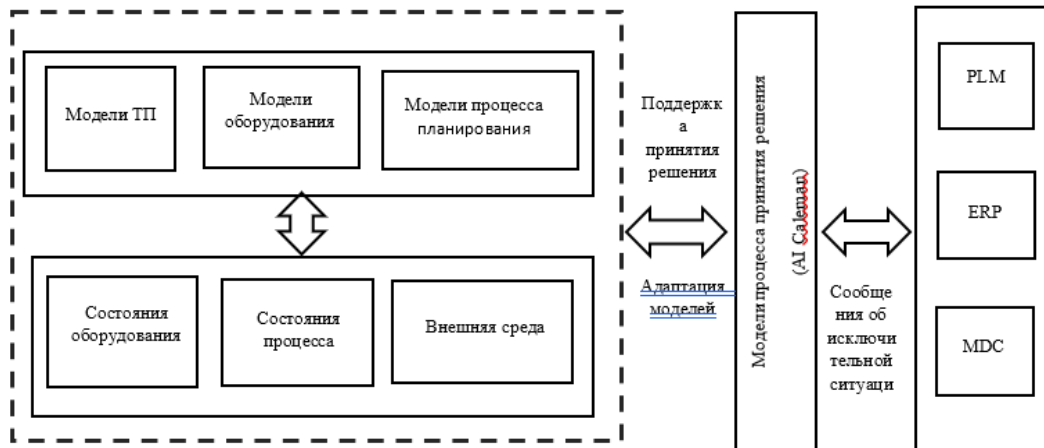 Модели ТП
Модели
оборудования
Модели процесса
планирования
Состояния
оборудования
Состояния
процесса
Внешняя среда
Поддержк
а
принятия
решения
Адаптация
моделей
Модели процесса принятия решения
(AI Caleman)
Сообще
ния об
исключи
тельной
ситуаци
PLM
ERP
MDC